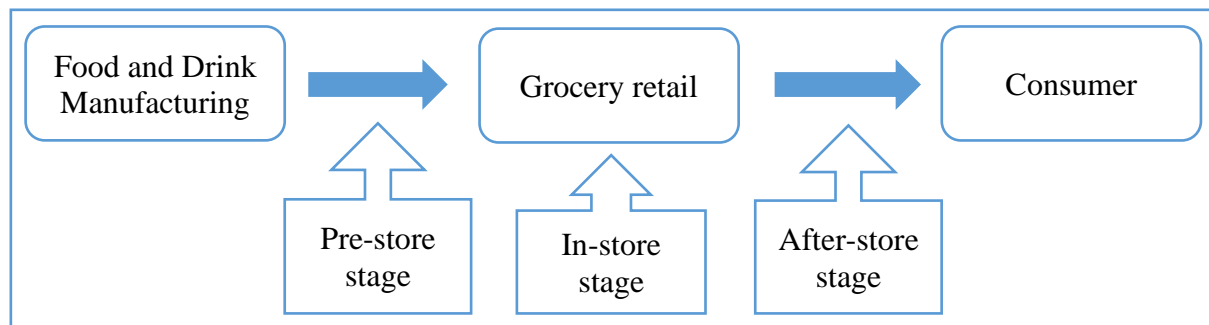 Food and Drink
Manufacturing
Grocery retail
Consumer
Pre-store
stage
In-store
stage
After-store
stage